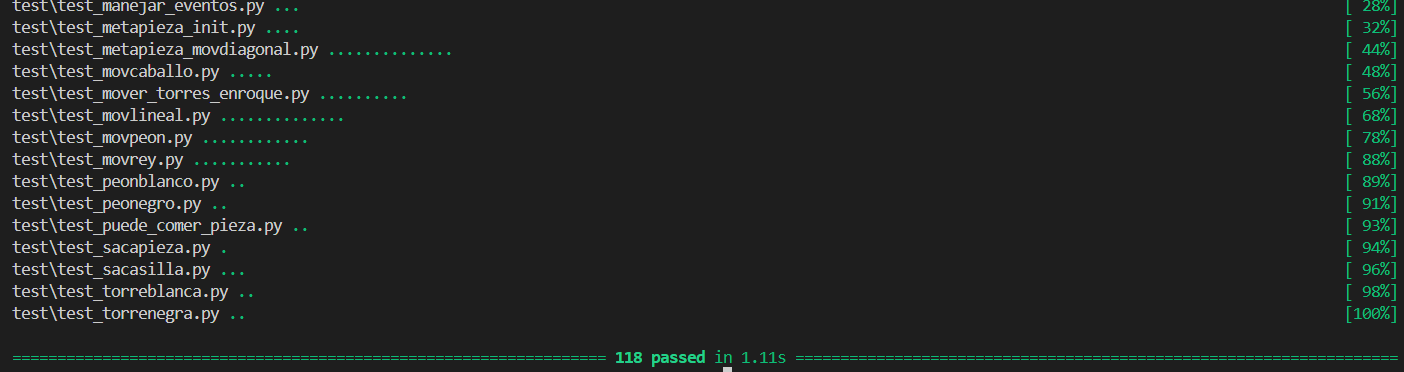 test\test_manejar_eventos.py ... [ 28%]
test\test_metapieza_init.py .... [ 32%]
test\test_metapieza_movdiagonal.py .............. [ 44%]
test\test_movcaballo.py ..... [ 48%]
test\test_mover_torres_enroque.py .......... [ 56%]
test\test_movlineal.py .............. [ 68%]
test\test_movpeon.py ............ [ 78%]
test\test_movrey.py ........... [ 88%]
test\test_peonblanco.py .. [ 89%]
test\test_peonegro.py .. [ 91%]
test\test_puede_comer_pieza.py .. [ 93%]
test\test_sacapieza.py . [ 94%]
test\test_sacasilla.py ... [ 96%]
test\test_torreblanca.py .. [ 98%]
test\test_torrenegra.py .. [100%]
================================================================== 118 passed in 1.11s ===================================================================